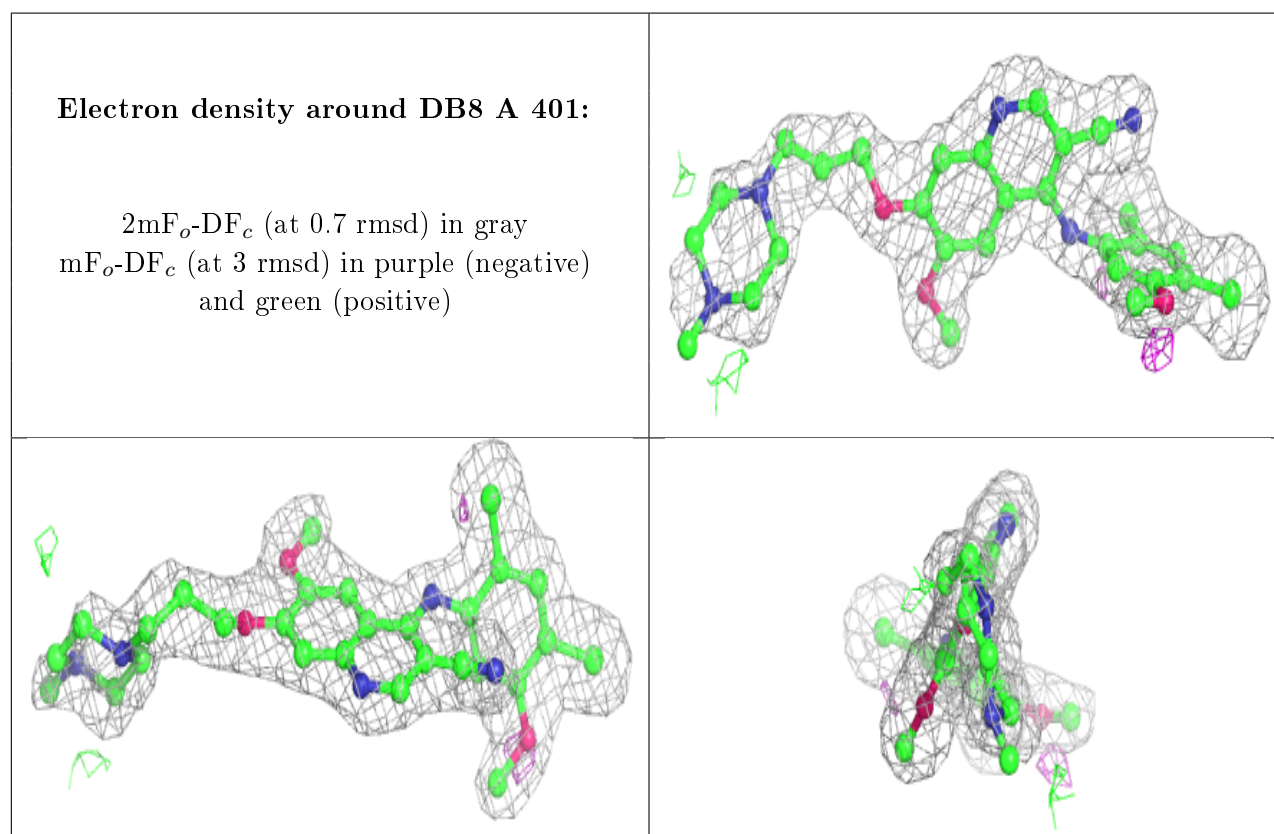 Electron density around DB8 A 401:
2mFₒ-DF𝑐 (at 0.7 rmsd) in gray
mFₒ-DF𝑐 (at 3 rmsd) in purple (negative)
and green (positive)